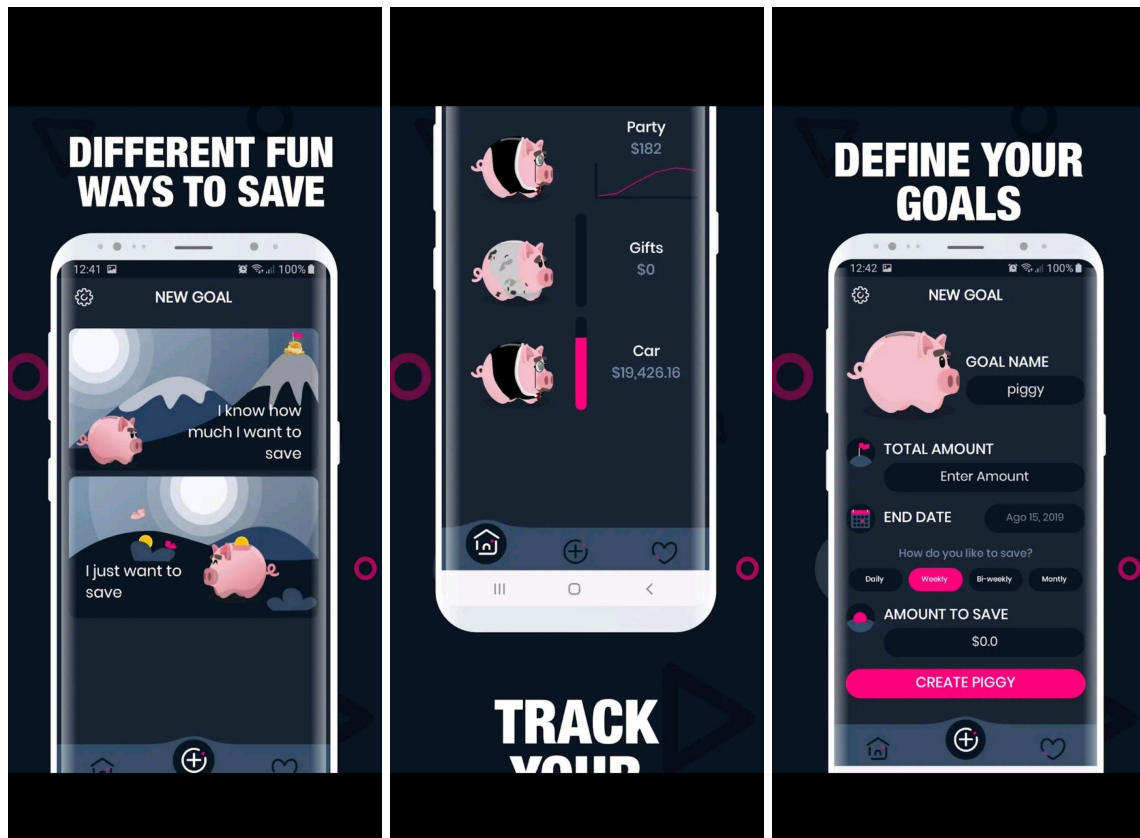 DIFFERENT FUN
WAYS TO SAVE
12:41
100%
NEW GOAL
I know how
much I want to
save
I just want to
save
Party
$182
Gifts
$0
Car
$19,426.16
TRACK
YOUR
DEFINE YOUR
GOALS
12:42
100%
NEW GOAL
GOAL NAME
piggy
TOTAL AMOUNT
Enter Amount
END DATE
Ago 15, 2019
How do you like to save?
Daily Weekly Bi-weekly Montly
AMOUNT TO SAVE
$0.0
CREATE PIGGY